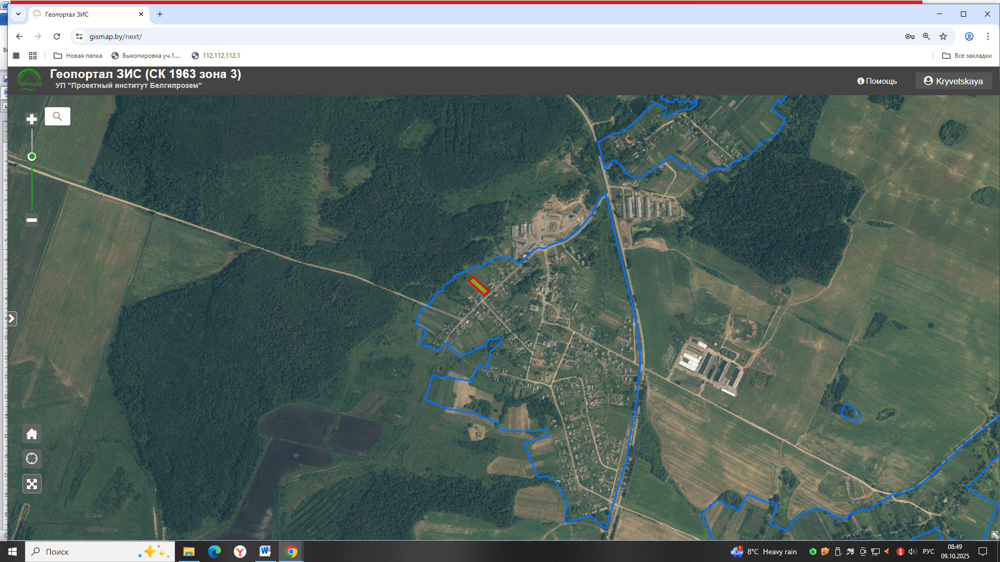 Геопортал ЗИС
gismap.by/next/
Новая папка
Выкопировка уч.1....
112.112.112.1
Все закладки
GISmap.by
Геопортал ЗИС (СК 1963 зона 3)
УП "Проектный институт Белгипрозем"
Помощь
Kryvetskaya
0.3км
1000футы
Поиск
8°C Heavy rain
РУС
08:49
09.10.2025